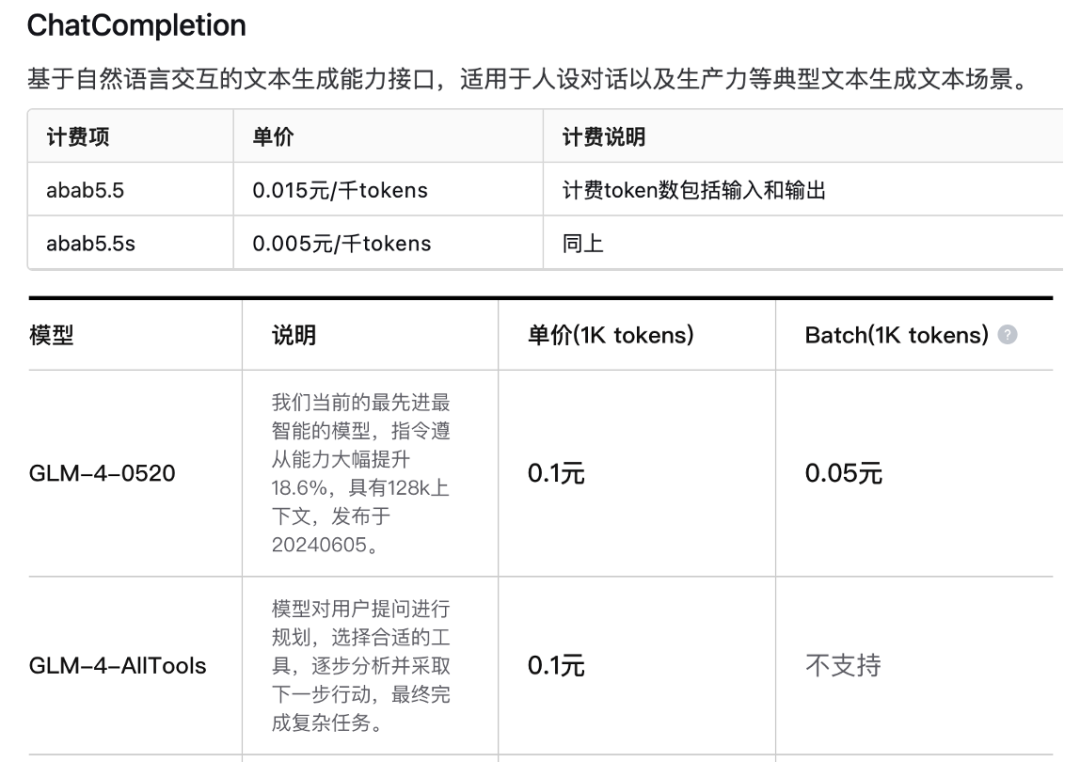 ChatCompletion
基于自然语言交互的文本生成能力接口，适用于人设对话以及生产力等典型文本生成文本场景。
计费项 单价 计费说明
abab5.5 0.015元/千tokens 计费token数包括输入和输出
abab5.5s 0.005元/千tokens 同上
模型 说明 单价(1K tokens) Batch(1K tokens) ?
GLM-4-0520
我们当前的最先进最
智能的模型，指令遵
从能力大幅提升
18.6%，具有128k上
下文，发布于
20240605。
0.1元 0.05元
GLM-4-AllTools
模型对用户提问进行
规划，选择合适的工
具，逐步分析并采取
下一步行动，最终完
成复杂任务。
0.1元 不支持